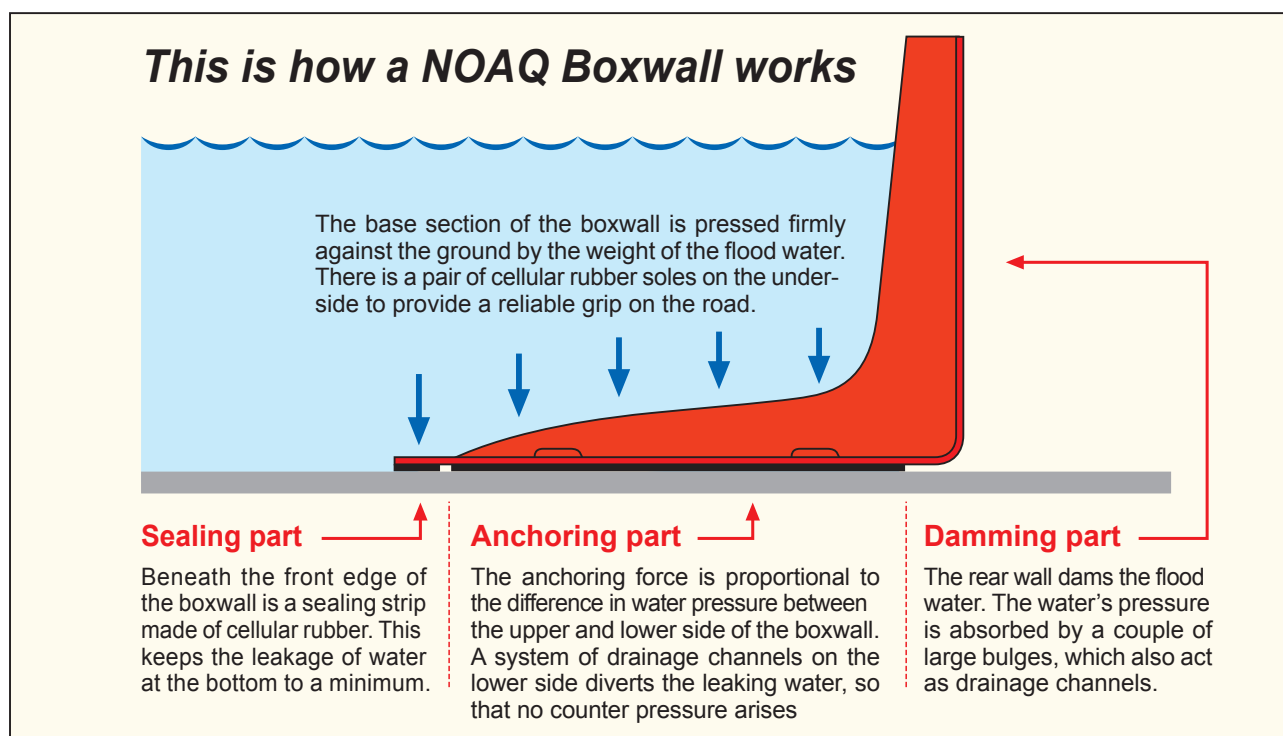 This is how a NOAQ Boxwall works
The base section of the boxwall is pressed firmly
against the ground by the weight of the flood water.
There is a pair of cellular rubber soles on the under-
side to provide a reliable grip on the road.
Sealing part
Beneath the front edge of
the boxwall is a sealing strip
made of cellular rubber. This
keeps the leakage of water
at the bottom to a minimum.
Anchoring part
The anchoring force is proportional to
the difference in water pressure between
the upper and lower side of the boxwall.
A system of drainage channels on the
lower side diverts the leaking water, so
that no counter pressure arises
Damming part
The rear wall dams the flood
water. The water’s pressure
is absorbed by a couple of
large bulges, which also act
as drainage channels.